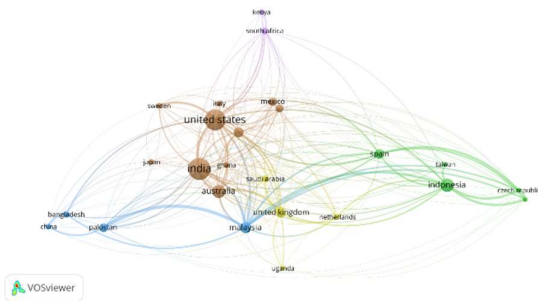 kenya
south africa
sweden
italy
mexico
united states
spain
japan
ghana
taiwan
india
saudi arabia
indonesia
australia
czech republi
bangladesh
united kingdom
netherlands
china
pakistan
malaysia
uganda
VOSviewer